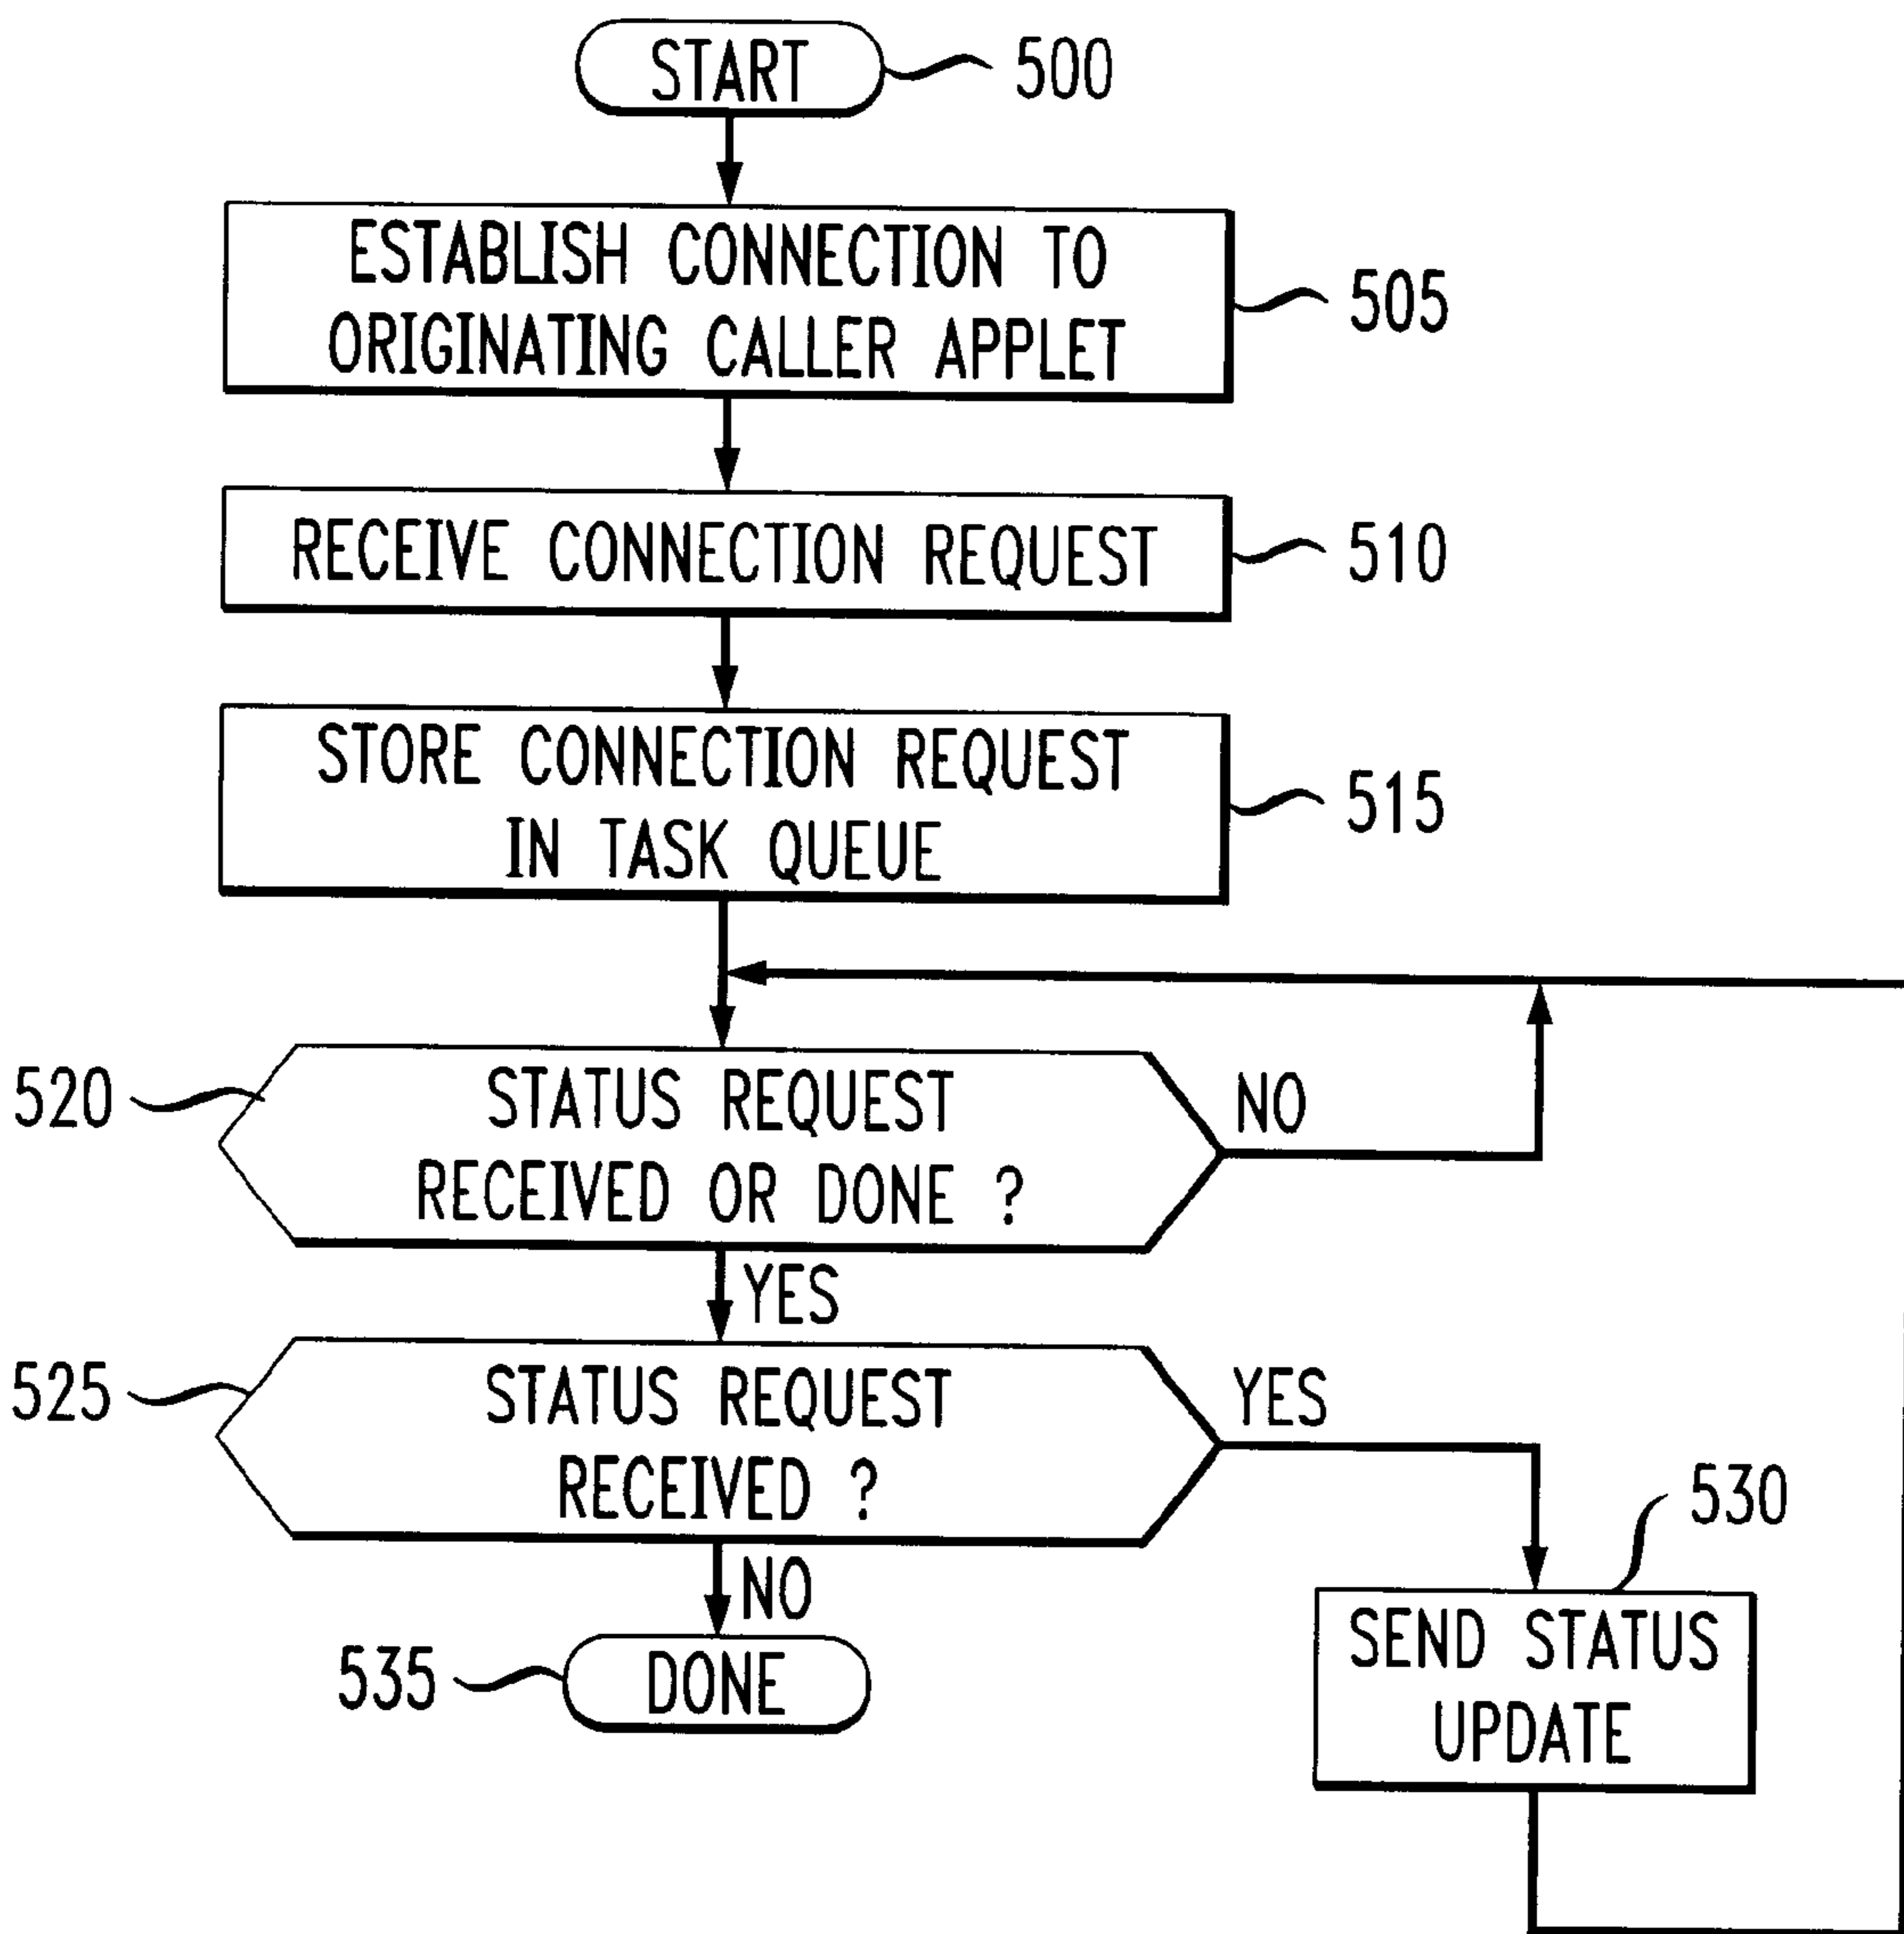 START
500
ESTABLISH CONNECTION TO
ORIGINATING CALLER APPLET
505
RECEIVE CONNECTION REQUEST
510
STORE CONNECTION REQUEST
IN TASK QUEUE
515
520
STATUS REQUEST
RECEIVED OR DONE ?
NO
YES
525
STATUS REQUEST
RECEIVED ?
YES
530
NO
SEND STATUS
UPDATE
535
DONE